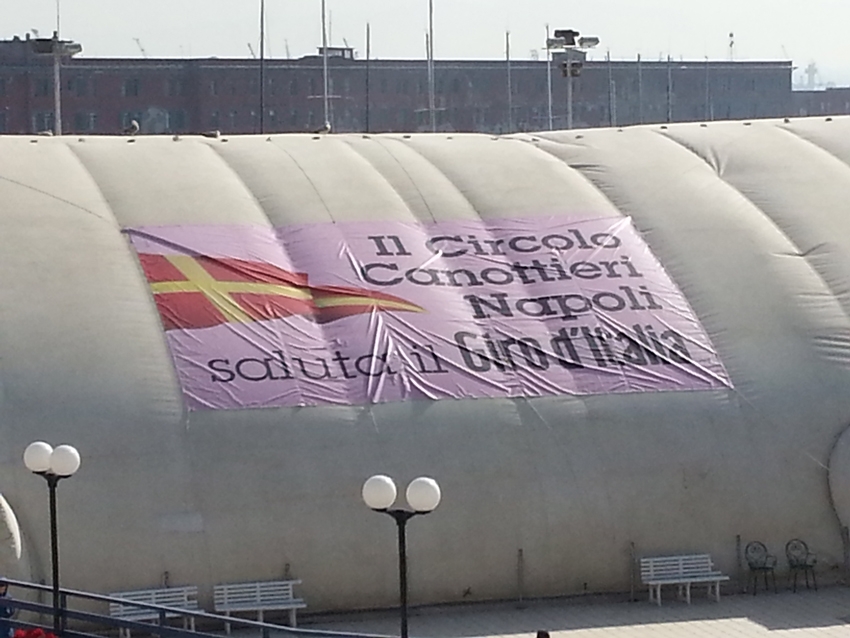 Il Circolo
Canottieri
Napoli
saluta il Giro d'Italia